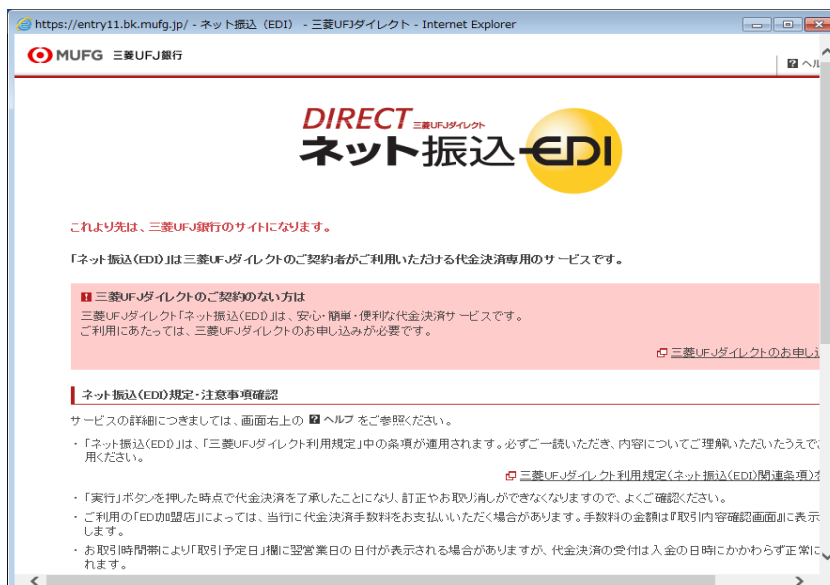 https://entry11.bk.mufg.jp/ - ネット振込（EDI） - 三菱UFJダイレクト - Internet Explorer
MUFG 三菱UFJ銀行
? ヘル
DIRECT 三菱UFJダイレクト
ネット振込EDI
これより先は、三菱UFJ銀行のサイトになります。
「ネット振込(EDI)」は三菱UFJダイレクトのご契約者がご利用いただける代金決済専用のサービスです。
! 三菱UFJダイレクトのご契約のない方は
三菱UFJダイレクト「ネット振込(EDI)」は、安心・簡単・便利な代金決済サービスです。
ご利用にあたっては、三菱UFJダイレクトのお申し込みが必要です。
三菱UFJダイレクトのお申し込
ネット振込(EDI)規定・注意事項確認
サービスの詳細につきましては、画面右上の ? ヘルプ をご参照ください。
・「ネット振込(EDI)」は、「三菱UFJダイレクト利用規定」中の条項が適用されます。必ずご一読いただき、内容についてご理解いただいたうえでご
用ください。
三菱UFJダイレクト利用規定(ネット振込(EDI)関連条項)を
・「実行」ボタンを押した時点で代金決済を了承したことになり、訂正やお取り消しができなくなりますので、よくご確認ください。
・ご利用の「EDI加盟店」によっては、当行に代金決済手数料をお支払いいただく場合があります。手数料の金額は『取引内容確認画面』に表示
します。
・お取引時間帯により「取引予定日」欄に翌営業日の日付が表示される場合がありますが、代金決済の受付は入金の日時にかかわらず正常に
れます。